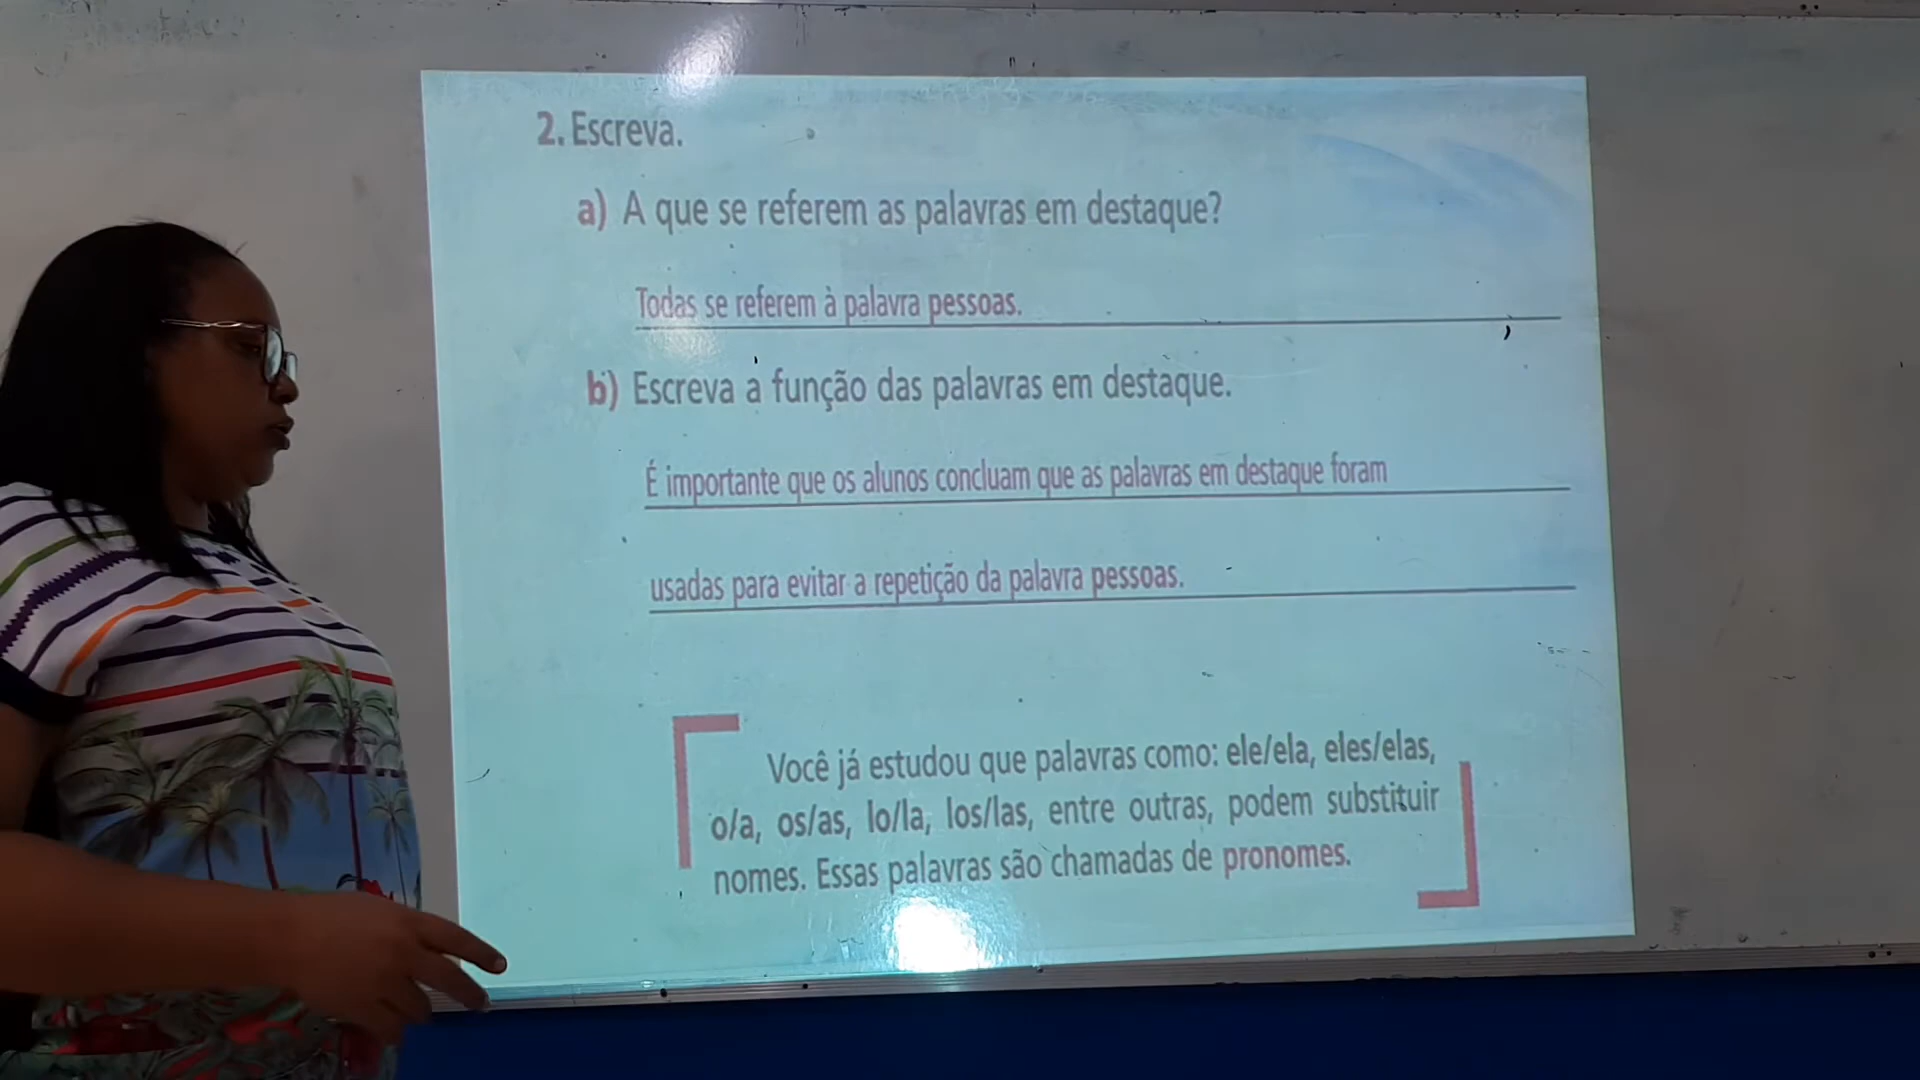 2. Escreva.
a) A que se referem as palavras em destaque?
Todas se referem à palavra pessoas.
b) Escreva a função das palavras em destaque.
É importante que os alunos concluam que as palavras em destaque foram
usadas para evitar a repetição da palavra pessoas.
Você já estudou que palavras como: ele/ela, eles/elas,
o/a, os/as, lo/la, los/las, entre outras, podem substituir
nomes. Essas palavras são chamadas de pronomes.